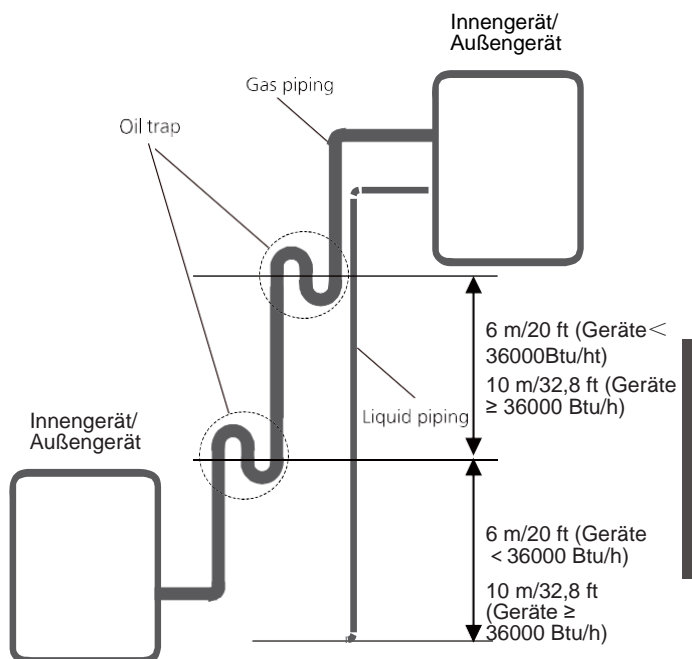 Innengerät/
Außengerät
Gas piping
Oil trap
6 m/20 ft (Geräte<
36000Btu/ht)
10 m/32,8 ft (Geräte
≥ 36000 Btu/h)
Liquid piping
Innengerät/
Außengerät
6 m/20 ft (Geräte
< 36000 Btu/h)
10 m/32,8 ft
(Geräte ≥
36000 Btu/h)